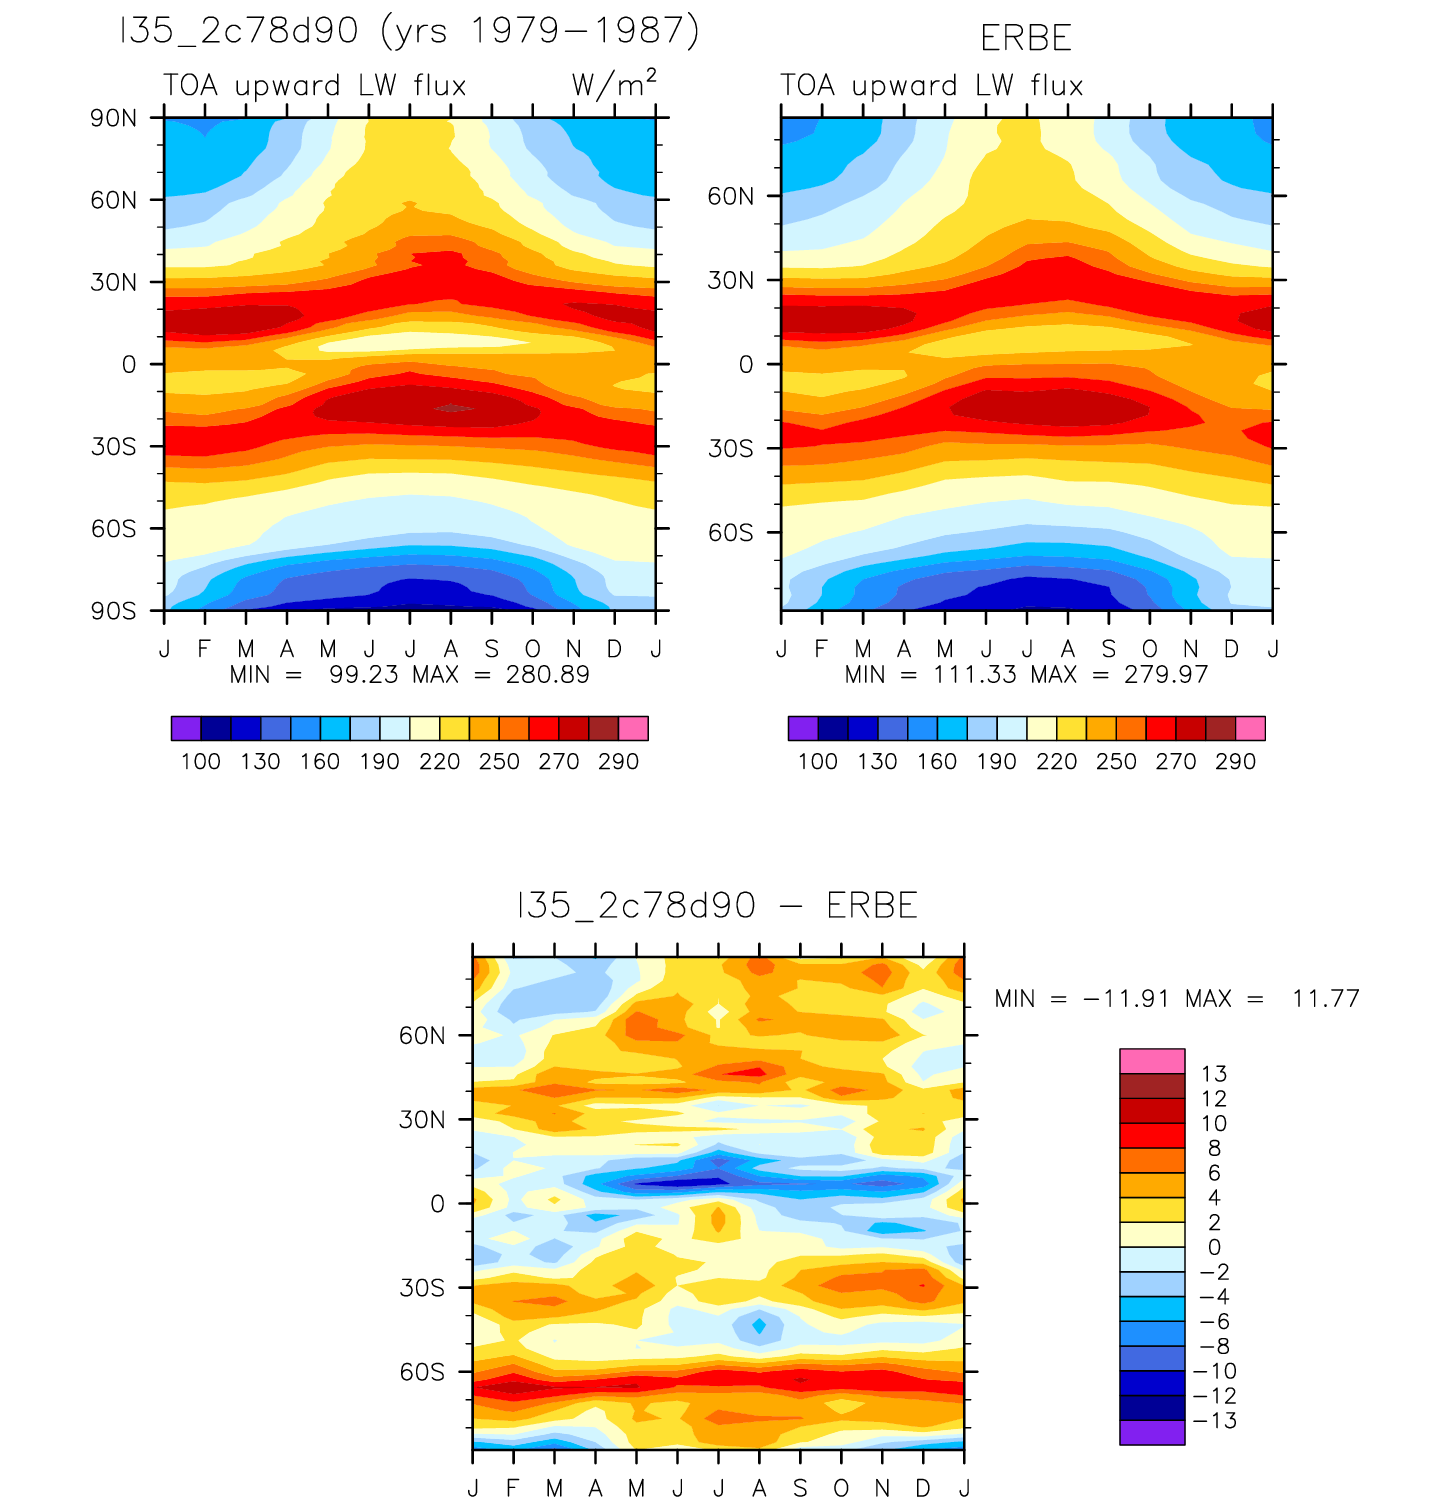 I35_2c78d90 (yrs 1979−1987)
ERBE
TOA upward LW flux W/m²
TOA upward LW flux
90N
60N
30N
0
30S
60S
90S
60N
30N
0
30S
60S
J F M A M J J A S O N D J
J F M A M J J A S O N D J
MIN = 99.23 MAX = 280.89
MIN = 111.33 MAX = 279.97
100 130 160 190 220 250 270 290
100 130 160 190 220 250 270 290
I35_2c78d90 − ERBE
MIN = −11.91 MAX = 11.77
60N
30N
0
30S
60S
13
12
10
8
6
4
2
0
−2
−4
−6
−8
−10
−12
−13
J F M A M J J A S O N D J